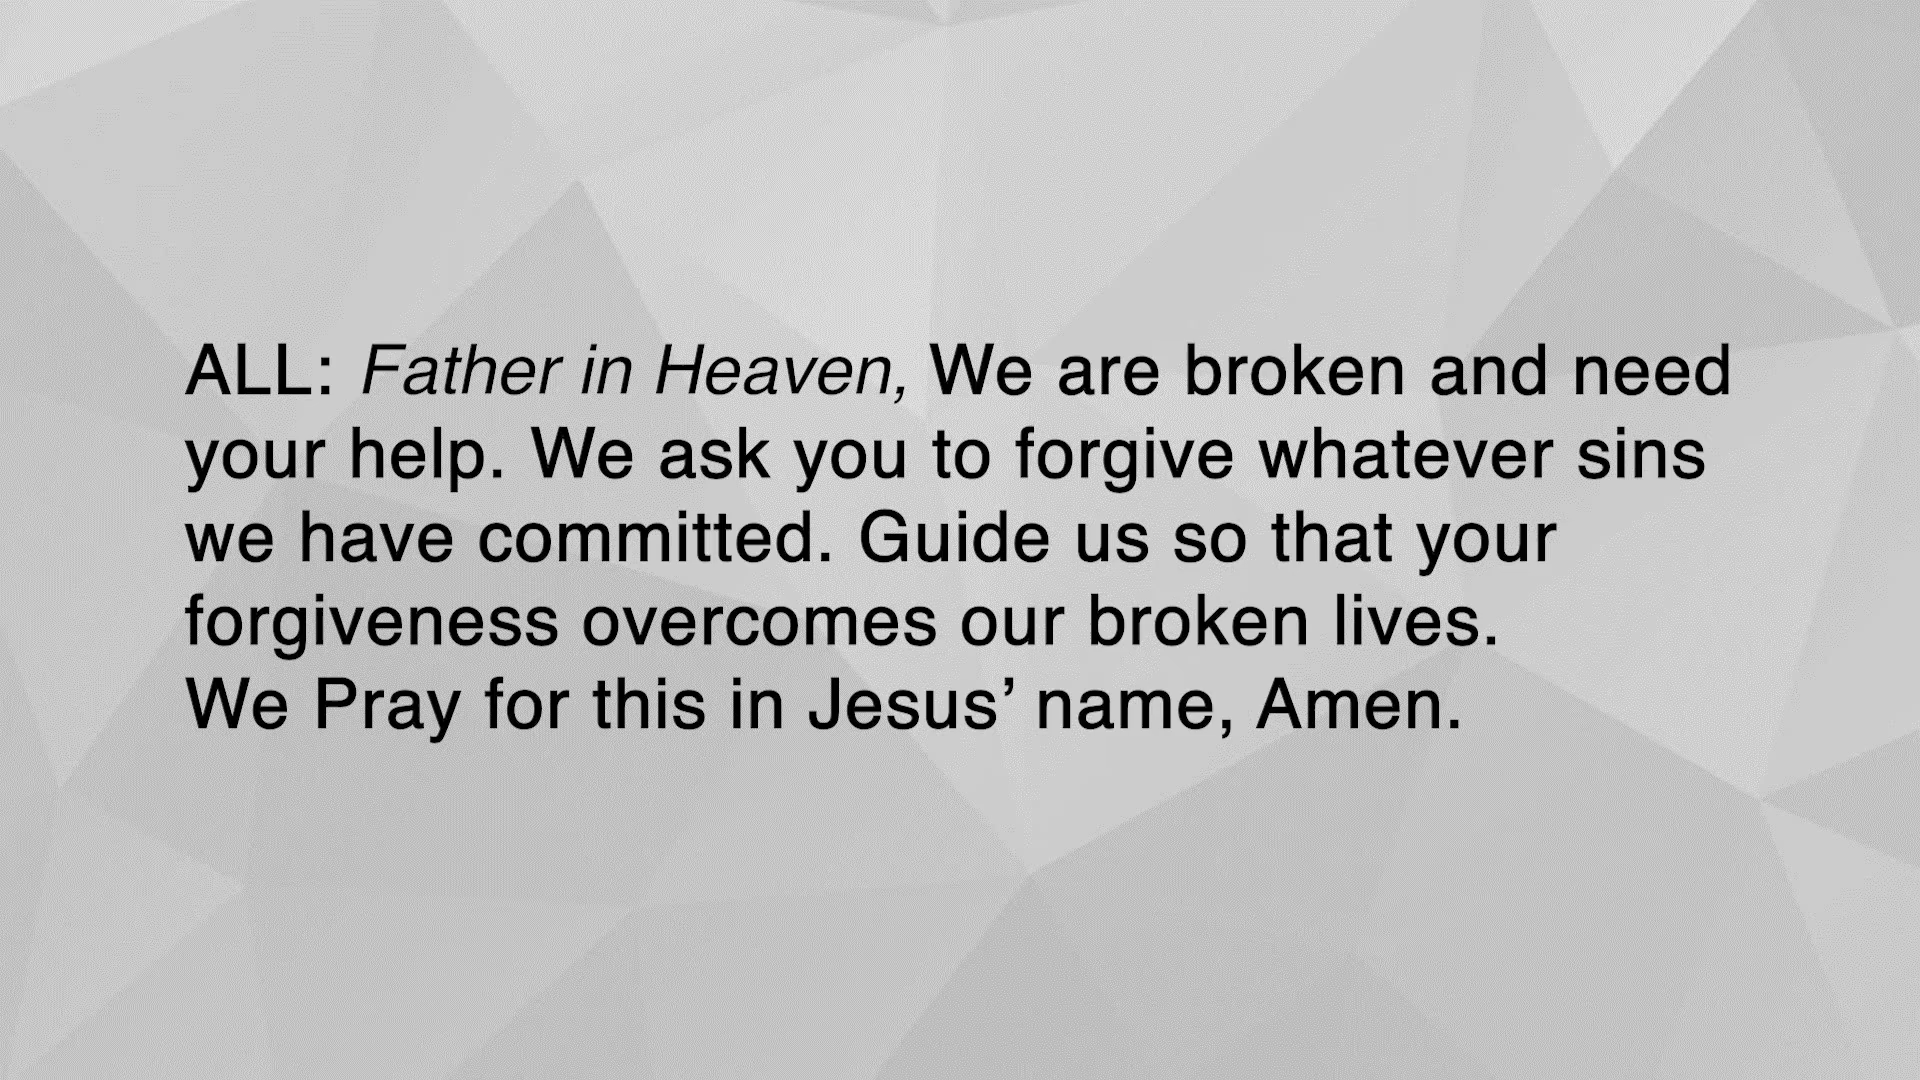 ALL: Father in Heaven, We are broken and need
your help. We ask you to forgive whatever sins
we have committed. Guide us so that your
forgiveness overcomes our broken lives.
We Pray for this in Jesus’ name, Amen.